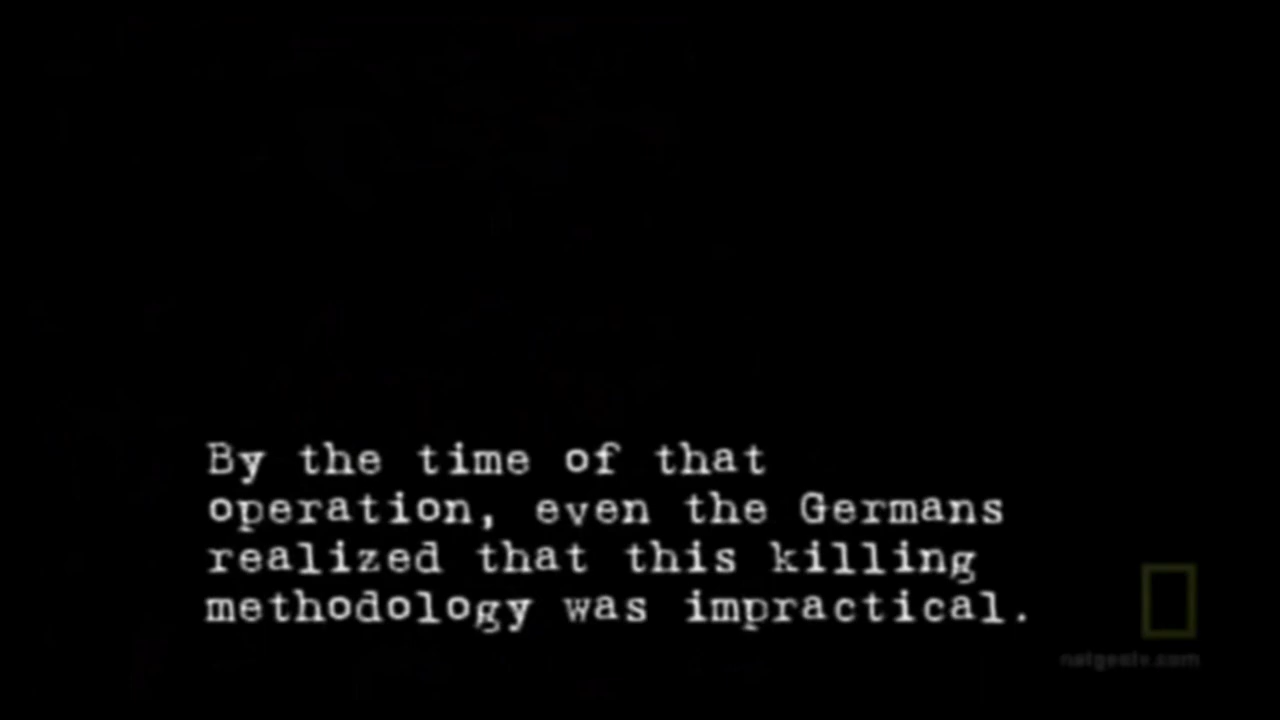 By the time of that
operation, even the Germans
realized that this killing
methodology was impractical.